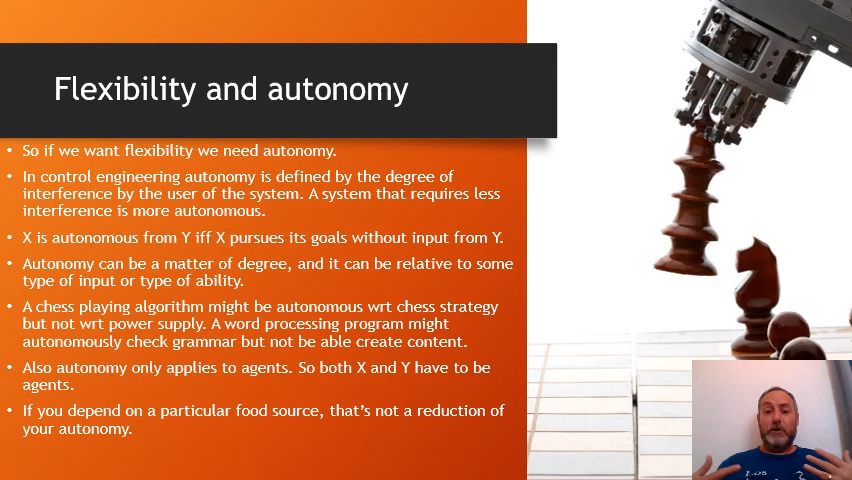 Flexibility and autonomy
• So if we want flexibility we need autonomy.
• In control engineering autonomy is defined by the degree of
interference by the user of the system. A system that requires less
interference is more autonomous.
• X is autonomous from Y iff X pursues its goals without input from Y.
• Autonomy can be a matter of degree, and it can be relative to some
type of input or type of ability.
• A chess playing algorithm might be autonomous wrt chess strategy
but not wrt power supply. A word processing program might
autonomously check grammar but not be able create content.
• Also autonomy only applies to agents. So both X and Y have to be
agents.
• If you depend on a particular food source, that's not a reduction of
your autonomy.